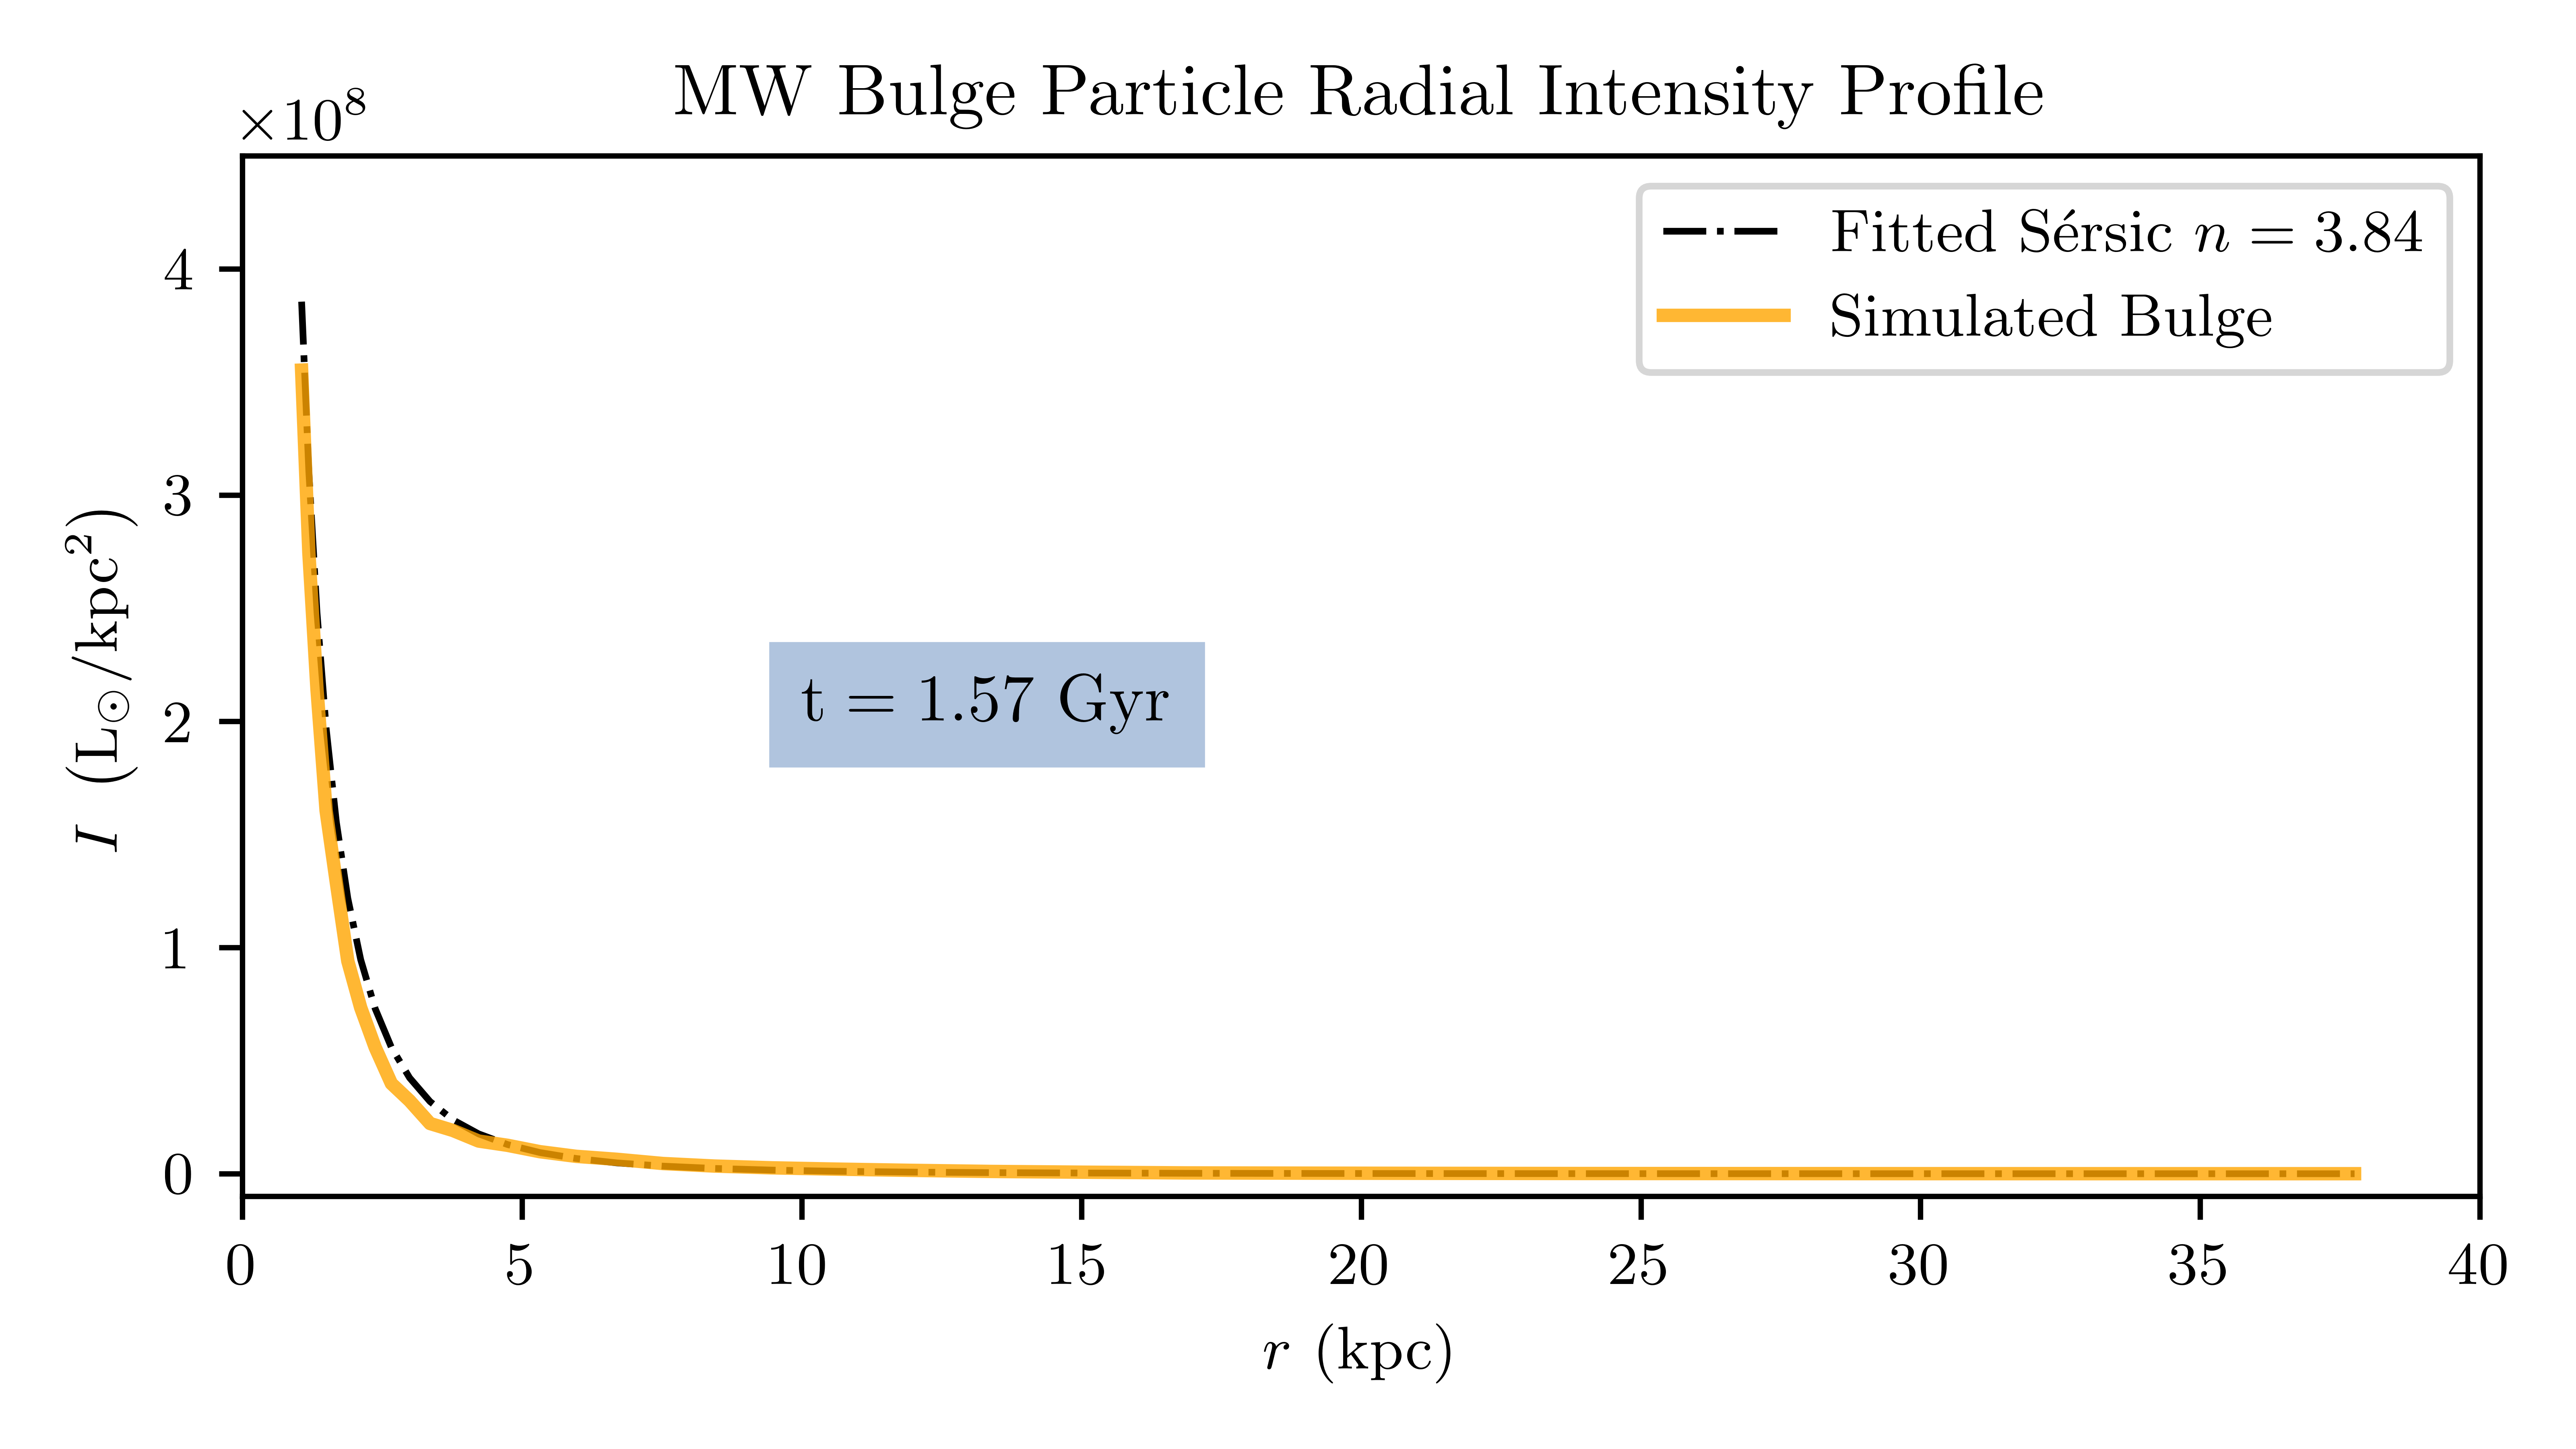 MW Bulge Particle Radial Intensity Profile
×10⁸
Fitted Sérsic n = 3.84
Simulated Bulge
4
3
2
1
0
I (L⊙/kpc²)
t = 1.57 Gyr
0 5 10 15 20 25 30 35 40
r (kpc)